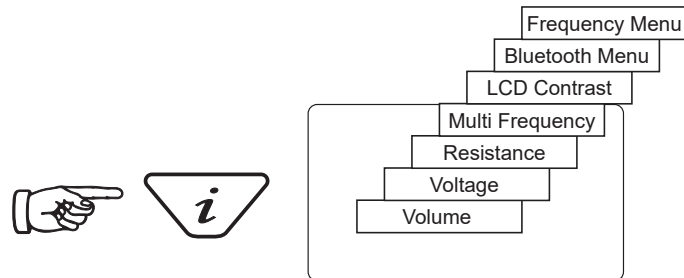 Frequency Menu
Bluetooth Menu
LCD Contrast
Multi Frequency
Resistance
Voltage
i
Volume